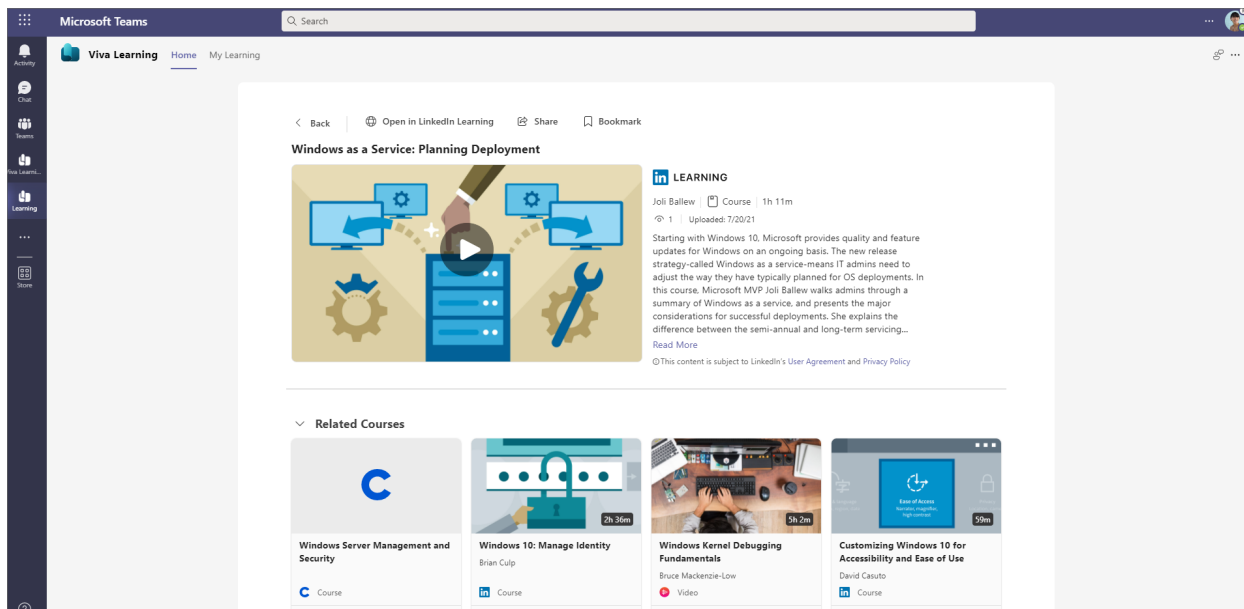 Microsoft Teams
Search
Activity
Chat
Teams
Viva Learni...
Learning
Store
Viva Learning Home My Learning
Back Open in LinkedIn Learning Share Bookmark
Windows as a Service: Planning Deployment
in LEARNING
Joli Ballew Course 1h 11m
1 Uploaded: 7/20/21
Starting with Windows 10, Microsoft provides quality and feature
updates for Windows on an ongoing basis. The new release
strategy-called Windows as a service-means IT admins need to
adjust the way they have typically planned for OS deployments. In
this course, Microsoft MVP Joli Ballew walks admins through a
summary of Windows as a service, and presents the major
considerations for successful deployments. She explains the
difference between the semi-annual and long-term servicing...
Read More
This content is subject to LinkedIn's User Agreement and Privacy Policy
Related Courses
C
2h 36m
5h 2m
Ease of Access
Narrator, magnifier,
high contrast
59m
Windows Server Management and
Security
C Course
Windows 10: Manage Identity
Brian Culp
in Course
Windows Kernel Debugging
Fundamentals
Bruce Mackenzie-Low
Video
Customizing Windows 10 for
Accessibility and Ease of Use
David Casuto
in Course